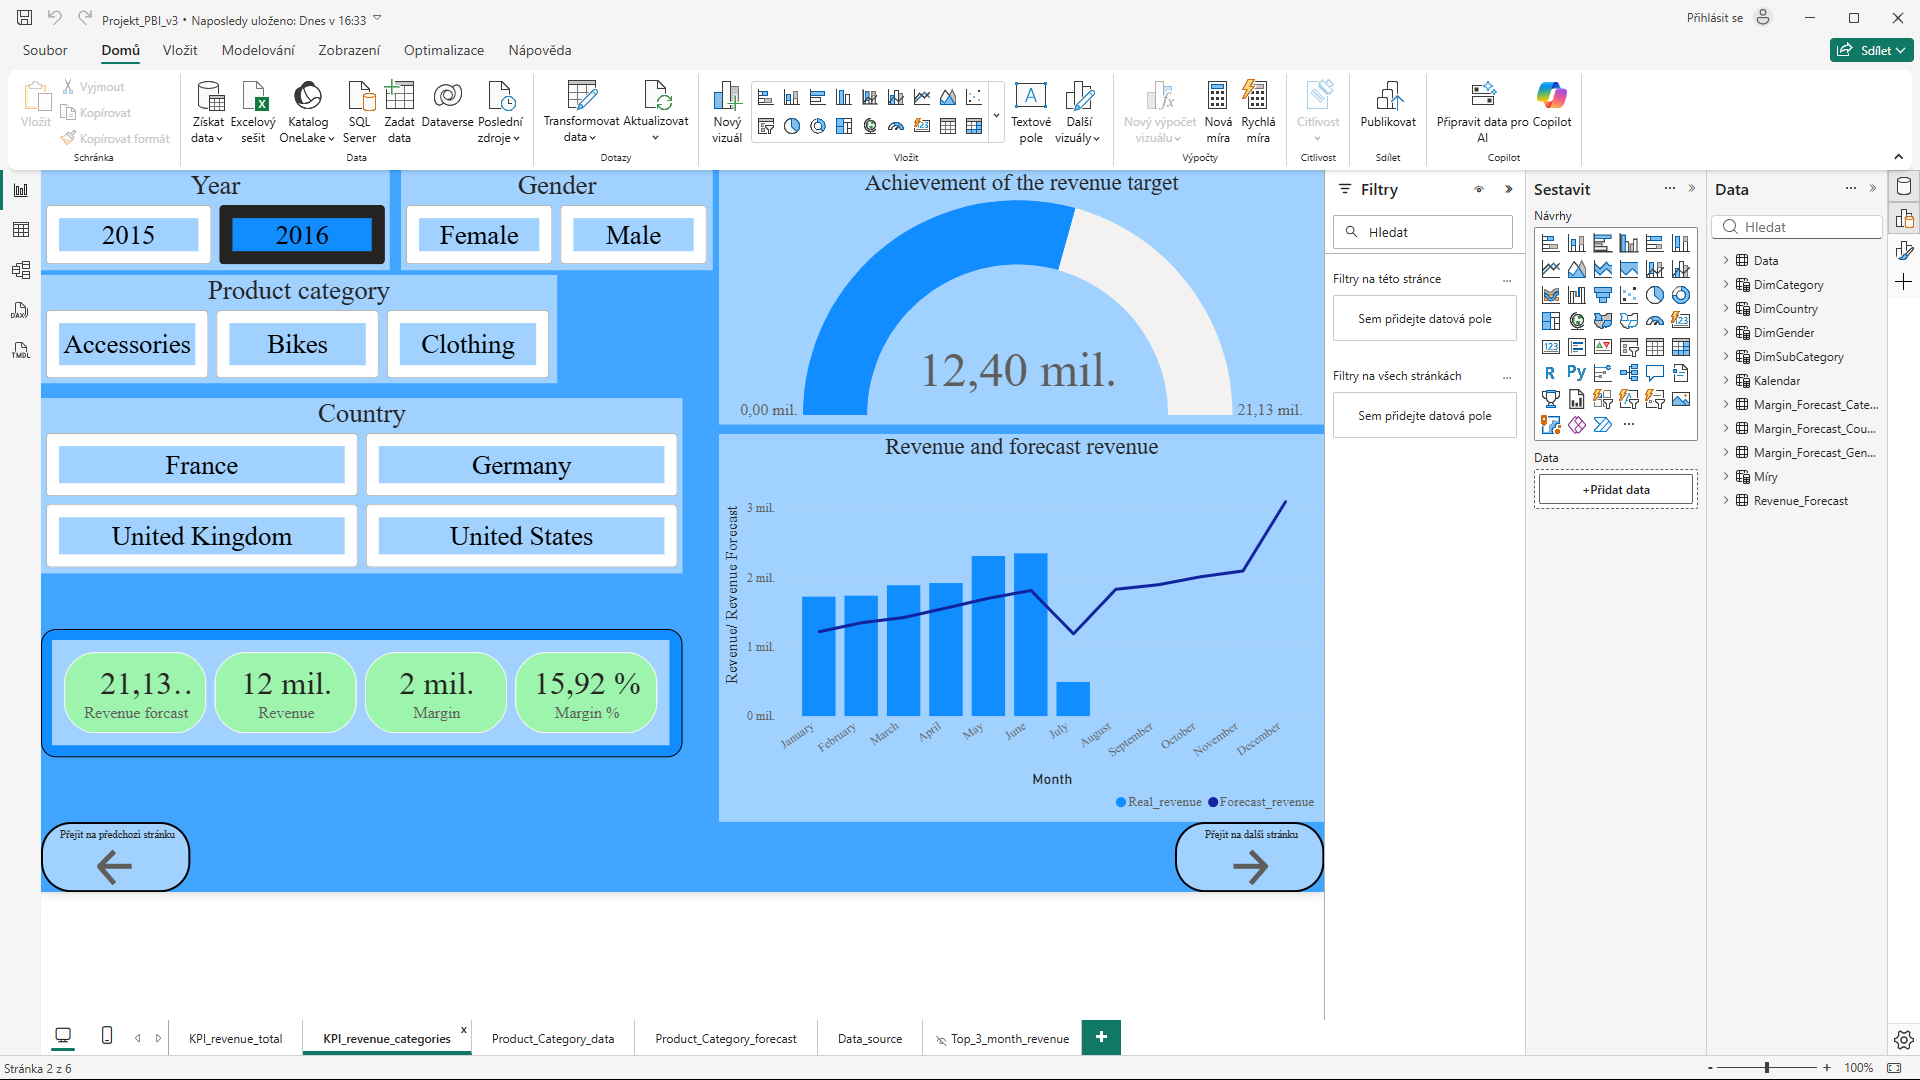 Projekt_PBI_v3 • Naposledy uloženo: Dnes v 16:33
Přihlásit se
Soubor
Domů
Vložit
Modelování
Zobrazení
Optimalizace
Nápověda
Sdílet
Vložit
Vyjmout
Kopírovat
Kopírovat formát
Schránka
Získat data
Excelový sešit
Katalog OneLake
SQL Server
Zadat data
Dataverse
Poslední zdroje
Data
Transformovat data
Aktualizovat
Dotazy
Nový vizuál
Textové pole
Další vizuály
Vložit
Nový výpočet vizuálu
Nová míra
Rychlá míra
Výpočty
Citlivost
Citlivost
Publikovat
Sdílet
Připravit data pro AI
Copilot
Copilot
Year
2015
2016
Gender
Female
Male
Product category
Accessories
Bikes
Clothing
Country
France
Germany
United Kingdom
United States
21,13..
Revenue forcast
12 mil.
Revenue
2 mil.
Margin
15,92 %
Margin %
Přejít na předchozí stránku
Achievement of the revenue target
12,40 mil.
0,00 mil.
21,13 mil.
Revenue and forecast revenue
Revenue/ Revenue Forecast
3 mil.
2 mil.
1 mil.
0 mil.
January
February
March
April
May
June
July
August
September
October
November
December
Month
Real_revenue
Forecast_revenue
Přejít na další stránku
Filtry
Hledat
Filtry na této stránce
Sem přidejte datová pole
Filtry na všech stránkách
Sem přidejte datová pole
Sestavit
Návrhy
Data
+Přidat data
Data
Hledat
Data
DimCategory
DimCountry
DimGender
DimSubCategory
Kalendar
Margin_Forecast_Cate...
Margin_Forecast_Cou...
Margin_Forecast_Gen...
Míry
Revenue_Forecast
KPI_revenue_total
KPI_revenue_categories
x
Product_Category_data
Product_Category_forecast
Data_source
Top_3_month_revenue
Stránka 2 z 6
- + 100%